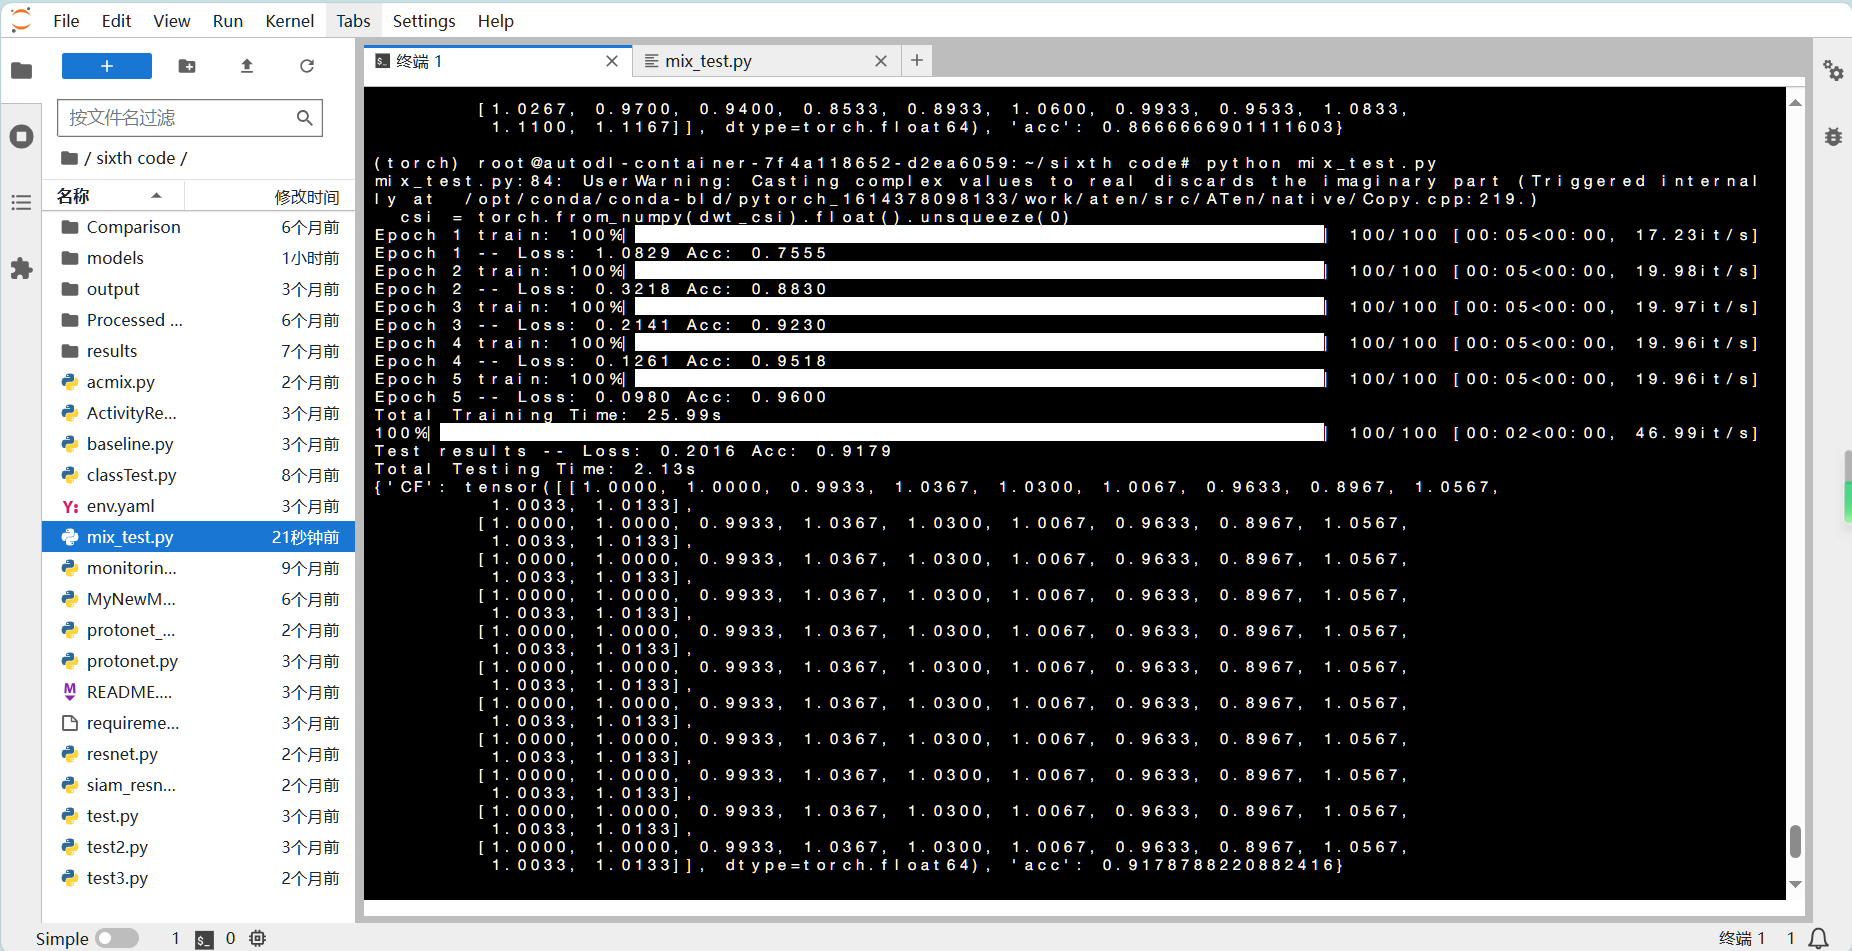 File Edit View Run Kernel Tabs Settings Help
+
终端 1
mix_test.py
+
按文件名过滤
/ sixth code /
名称 修改时间
Comparison 6个月前
models 1小时前
output 3个月前
Processed ... 6个月前
results 7个月前
acmix.py 2个月前
ActivityRe... 3个月前
baseline.py 3个月前
classTest.py 8个月前
env.yaml 3个月前
mix_test.py 21秒钟前
monitorin... 9个月前
MyNewM... 6个月前
protonet_... 2个月前
protonet.py 3个月前
README.... 3个月前
requireme... 3个月前
resnet.py 2个月前
siam_resn... 2个月前
test.py 3个月前
test2.py 3个月前
test3.py 2个月前
[1.0267, 0.9700, 0.9400, 0.8533, 0.8933, 1.0600, 0.9933, 0.9533, 1.0833,
1.1100, 1.1167]], dtype=torch.float64), 'acc': 0.8666666901111603}
(torch) root@autodl-container-7f4a118652-d2ea6059:~/sixth code# python mix_test.py
mix_test.py:84: UserWarning: Casting complex values to real discards the imaginary part (Triggered internal
ly at  /opt/conda/conda-bld/pytorch_1614378098133/work/aten/src/ATen/native/Copy.cpp:219.)
csi = torch.from_numpy(dwt_csi).float().unsqueeze(0)
Epoch 1 train: 100%| | 100/100 [00:05<00:00, 17.23it/s]
Epoch 1 -- Loss: 1.0829 Acc: 0.7555
Epoch 2 train: 100%| | 100/100 [00:05<00:00, 19.98it/s]
Epoch 2 -- Loss: 0.3218 Acc: 0.8830
Epoch 3 train: 100%| | 100/100 [00:05<00:00, 19.97it/s]
Epoch 3 -- Loss: 0.2141 Acc: 0.9230
Epoch 4 train: 100%| | 100/100 [00:05<00:00, 19.96it/s]
Epoch 4 -- Loss: 0.1261 Acc: 0.9518
Epoch 5 train: 100%| | 100/100 [00:05<00:00, 19.96it/s]
Epoch 5 -- Loss: 0.0980 Acc: 0.9600
Total Training Time: 25.99s
100%| | 100/100 [00:02<00:00, 46.99it/s]
Test results -- Loss: 0.2016 Acc: 0.9179
Total Testing Time: 2.13s
{'CF': tensor([[1.0000, 1.0000, 0.9933, 1.0367, 1.0300, 1.0067, 0.9633, 0.8967, 1.0567,
1.0033, 1.0133],
[1.0000, 1.0000, 0.9933, 1.0367, 1.0300, 1.0067, 0.9633, 0.8967, 1.0567,
1.0033, 1.0133],
[1.0000, 1.0000, 0.9933, 1.0367, 1.0300, 1.0067, 0.9633, 0.8967, 1.0567,
1.0033, 1.0133],
[1.0000, 1.0000, 0.9933, 1.0367, 1.0300, 1.0067, 0.9633, 0.8967, 1.0567,
1.0033, 1.0133],
[1.0000, 1.0000, 0.9933, 1.0367, 1.0300, 1.0067, 0.9633, 0.8967, 1.0567,
1.0033, 1.0133],
[1.0000, 1.0000, 0.9933, 1.0367, 1.0300, 1.0067, 0.9633, 0.8967, 1.0567,
1.0033, 1.0133],
[1.0000, 1.0000, 0.9933, 1.0367, 1.0300, 1.0067, 0.9633, 0.8967, 1.0567,
1.0033, 1.0133],
[1.0000, 1.0000, 0.9933, 1.0367, 1.0300, 1.0067, 0.9633, 0.8967, 1.0567,
1.0033, 1.0133],
[1.0000, 1.0000, 0.9933, 1.0367, 1.0300, 1.0067, 0.9633, 0.8967, 1.0567,
1.0033, 1.0133],
[1.0000, 1.0000, 0.9933, 1.0367, 1.0300, 1.0067, 0.9633, 0.8967, 1.0567,
1.0033, 1.0133],
[1.0000, 1.0000, 0.9933, 1.0367, 1.0300, 1.0067, 0.9633, 0.8967, 1.0567,
1.0033, 1.0133]], dtype=torch.float64), 'acc': 0.9178788220882416}
Simple 1 $_ 0 终端 1 1